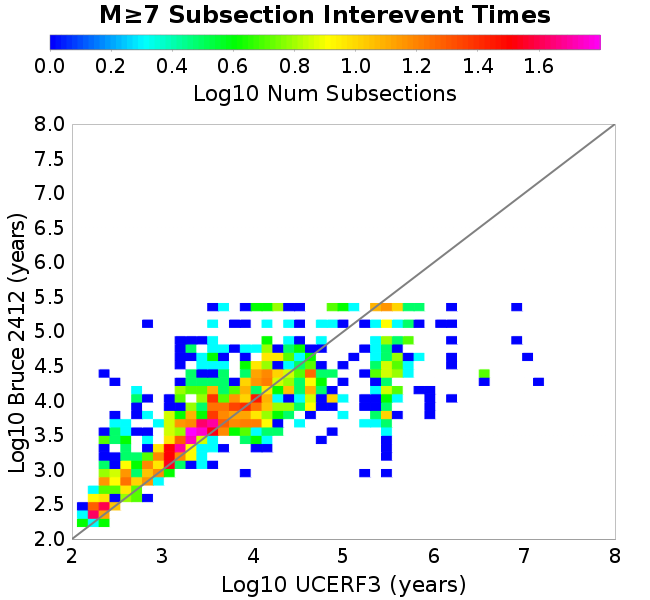 M≥7 Subsection Interevent Times
0.0 0.2 0.4 0.6 0.8 1.0 1.2 1.4 1.6
Log10 Num Subsections
8.0
7.5
7.0
6.5
6.0
5.5
5.0
4.5
4.0
3.5
3.0
2.5
2.0
Log10 Bruce 2412 (years)
2 3 4 5 6 7 8
Log10 UCERF3 (years)